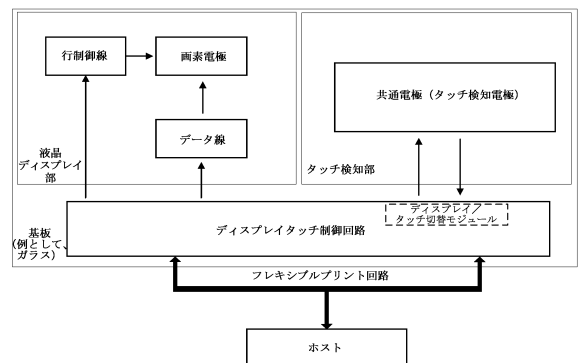 行制御線
画素電極
データ線
液晶
ディスプレイ
部
共通電極（タッチ検知電極）
タッチ検知部
ディスプレイ／
タッチ切替モジュール
ディスプレイタッチ制御回路
基板
（例として、
ガラス）
フレキシブルプリント回路
ホスト